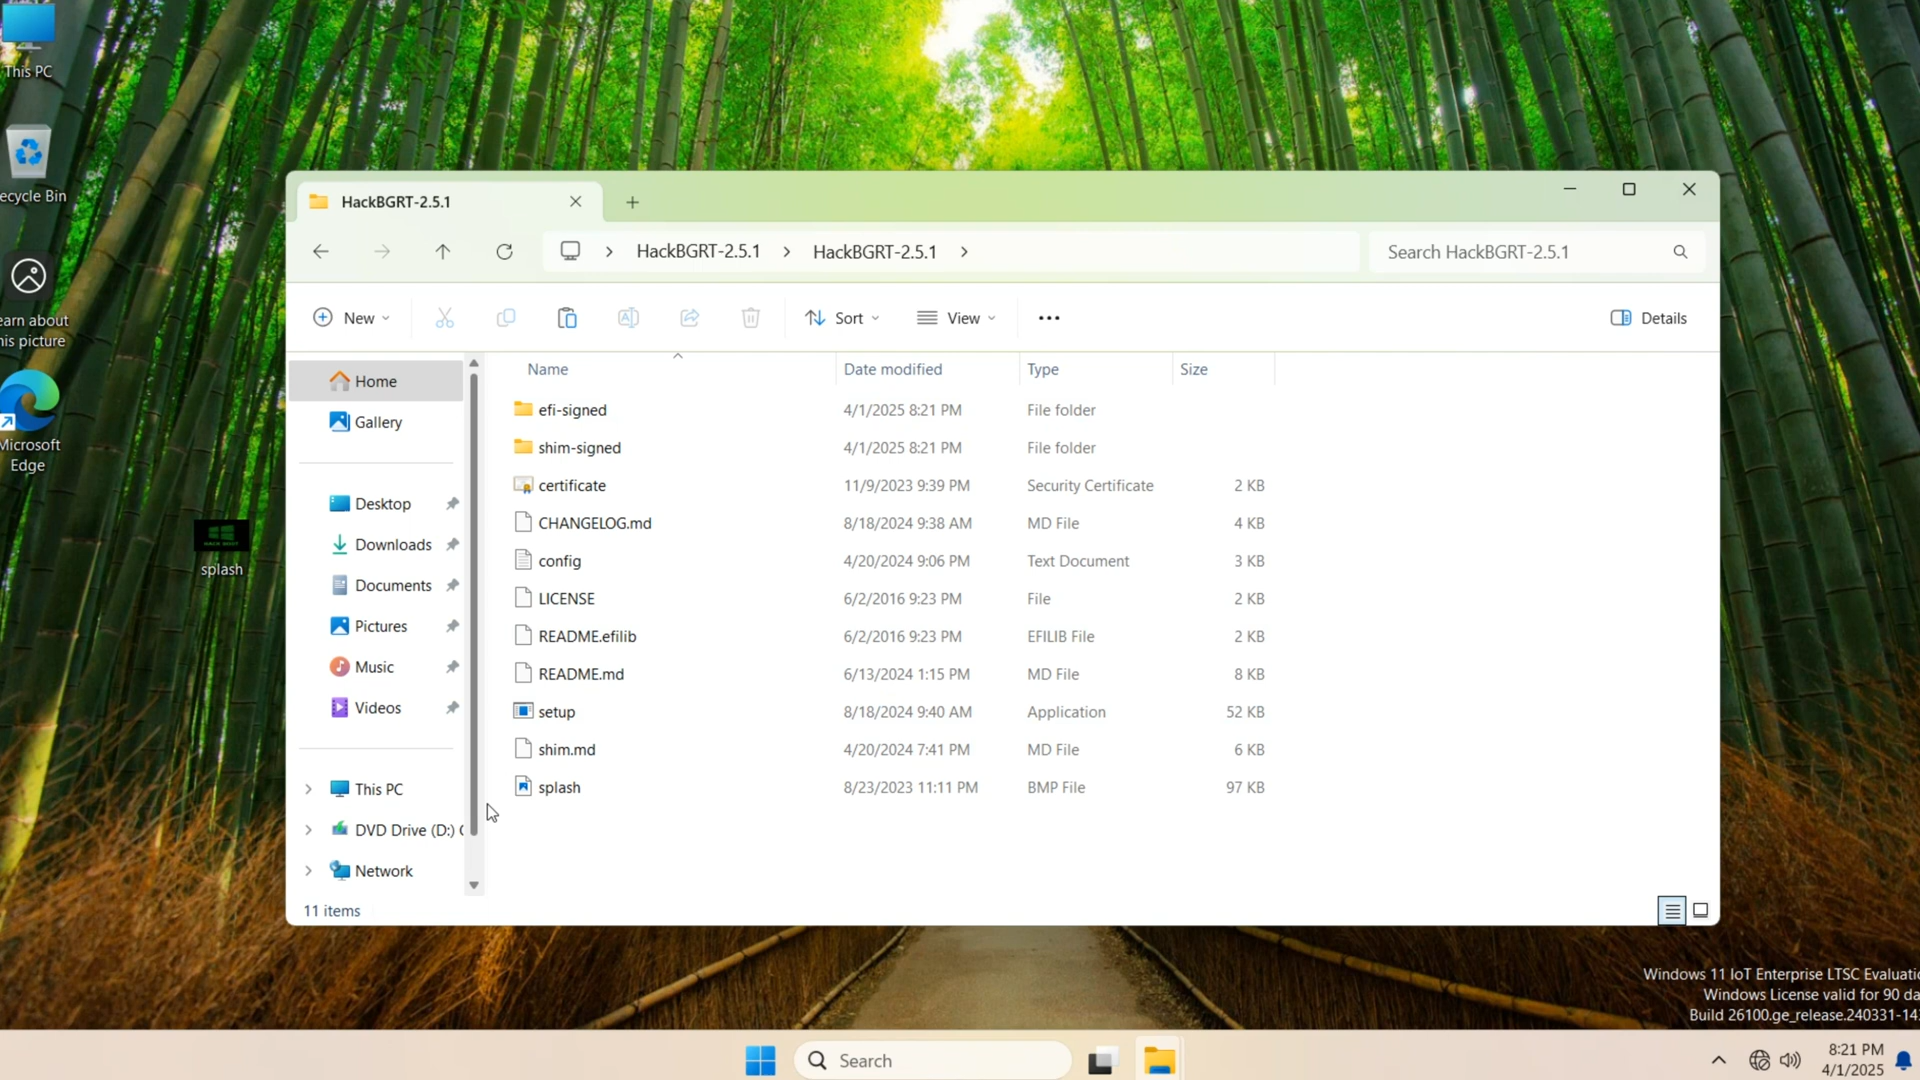 This PC
ecycle Bin
earn about
his picture
Microsoft
Edge
splash
HackBGRT-2.5.1
HackBGRT-2.5.1
HackBGRT-2.5.1
Search HackBGRT-2.5.1
New
Sort
View
Details
Home
Gallery
Desktop
Downloads
Documents
Pictures
Music
Videos
This PC
DVD Drive (D:)
Network
Name Date modified Type Size
efi-signed 4/1/2025 8:21 PM File folder
shim-signed 4/1/2025 8:21 PM File folder
certificate 11/9/2023 9:39 PM Security Certificate 2 KB
CHANGELOG.md 8/18/2024 9:38 AM MD File 4 KB
config 4/20/2024 9:06 PM Text Document 3 KB
LICENSE 6/2/2016 9:23 PM File 2 KB
README.efilib 6/2/2016 9:23 PM EFILIB File 2 KB
README.md 6/13/2024 1:15 PM MD File 8 KB
setup 8/18/2024 9:40 AM Application 52 KB
shim.md 4/20/2024 7:41 PM MD File 6 KB
splash 8/23/2023 11:11 PM BMP File 97 KB
11 items
Windows 11 IoT Enterprise LTSC Evaluatio
Windows License valid for 90 da
Build 26100.ge_release.240331-14
Search
8:21 PM
4/1/2025